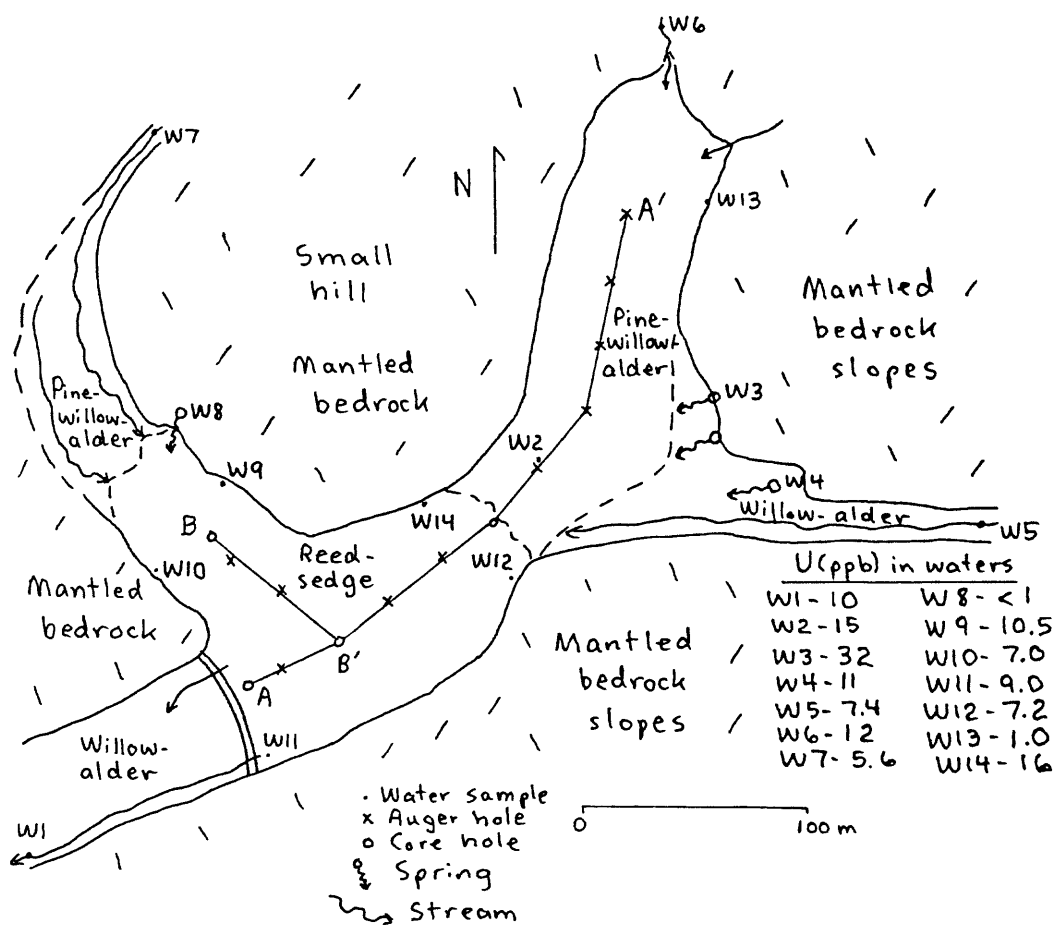 W6
W7
N
A'
W13
Small
hill
Mantled
bedrock
slopes
Pine-
willow-
alder
Mantled
bedrock
Pine-
willow-
alder
W8
W3
W2
W9
W4
W14
Willow-alder
W5
B
Reed-
sedge
W12
W10
Mantled
bedrock
B'
A
Mantled
bedrock
slopes
U(ppb) in waters
W1-10 W8-<1
W2-15 W9-10.5
W3-32 W10-7.0
W4-11 W11-9.0
W5-7.4 W12-7.2
W6-12 W13-1.0
W7-5.6 W14-16
Willow-
alder
W11
W1
Water sample
x Auger hole
o Core hole
Spring
Stream
0 100 m